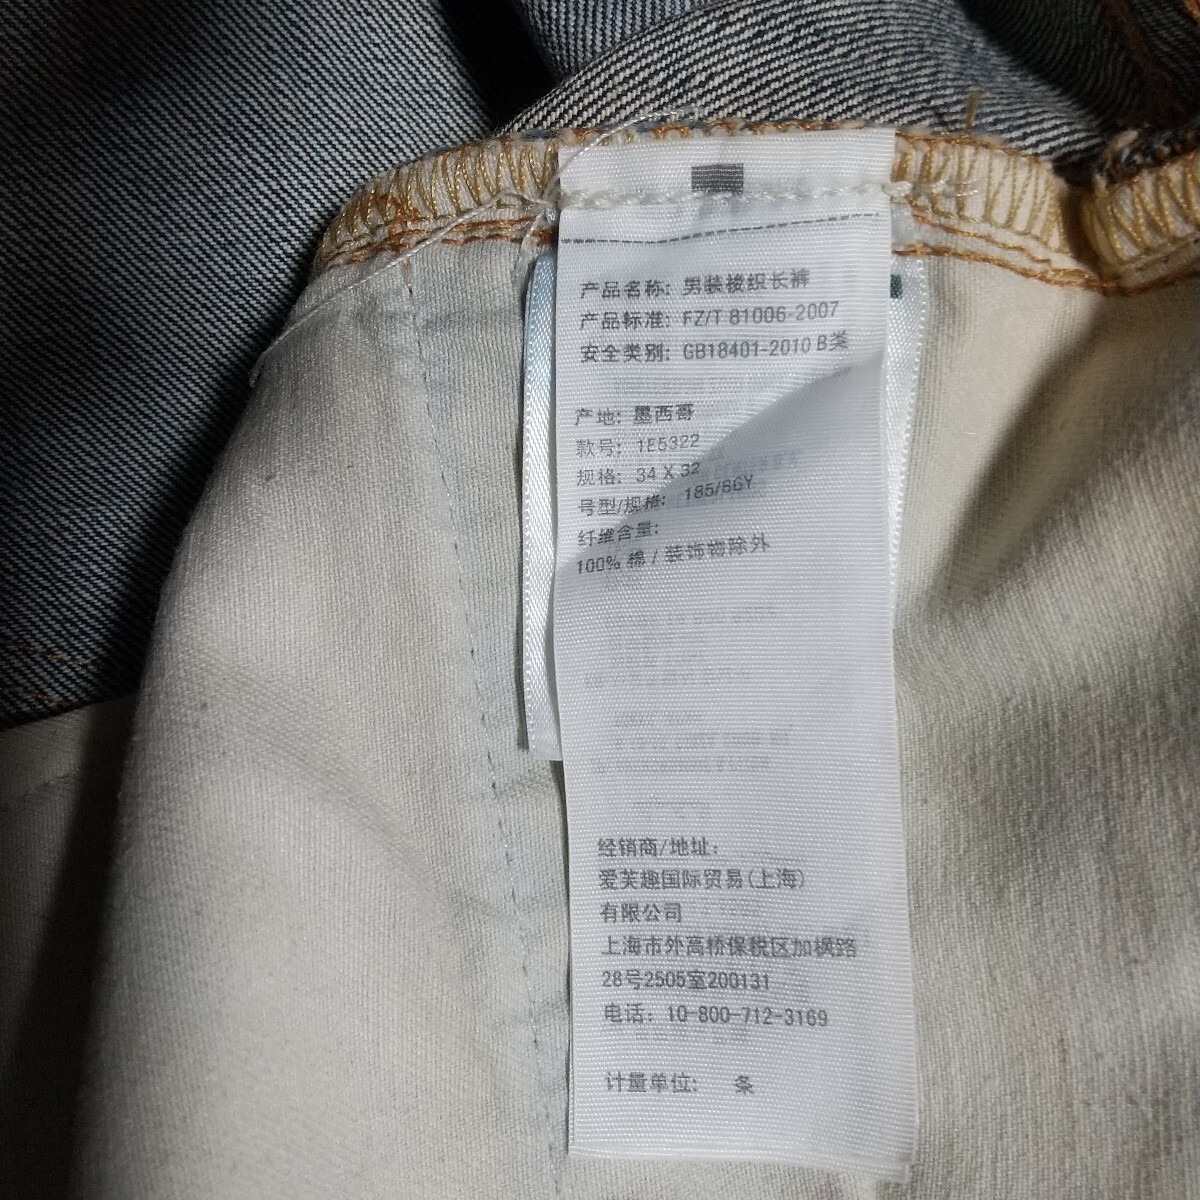 产品名称: 男装梭织长裤
产品标准: FZ/T 81006-2007
安全类别: GB18401-2010 B类
产地: 墨西哥
款号: 1E5322
规格: 34 X 32
号型/规格: 185/86Y
纤维含量:
100% 棉 / 装饰物除外
经销商/地址:
爱芙趣国际贸易(上海)
有限公司
上海市外高桥保税区加枫路
28号2505室200131
电话: 10-800-712-3169
计量单位: 条